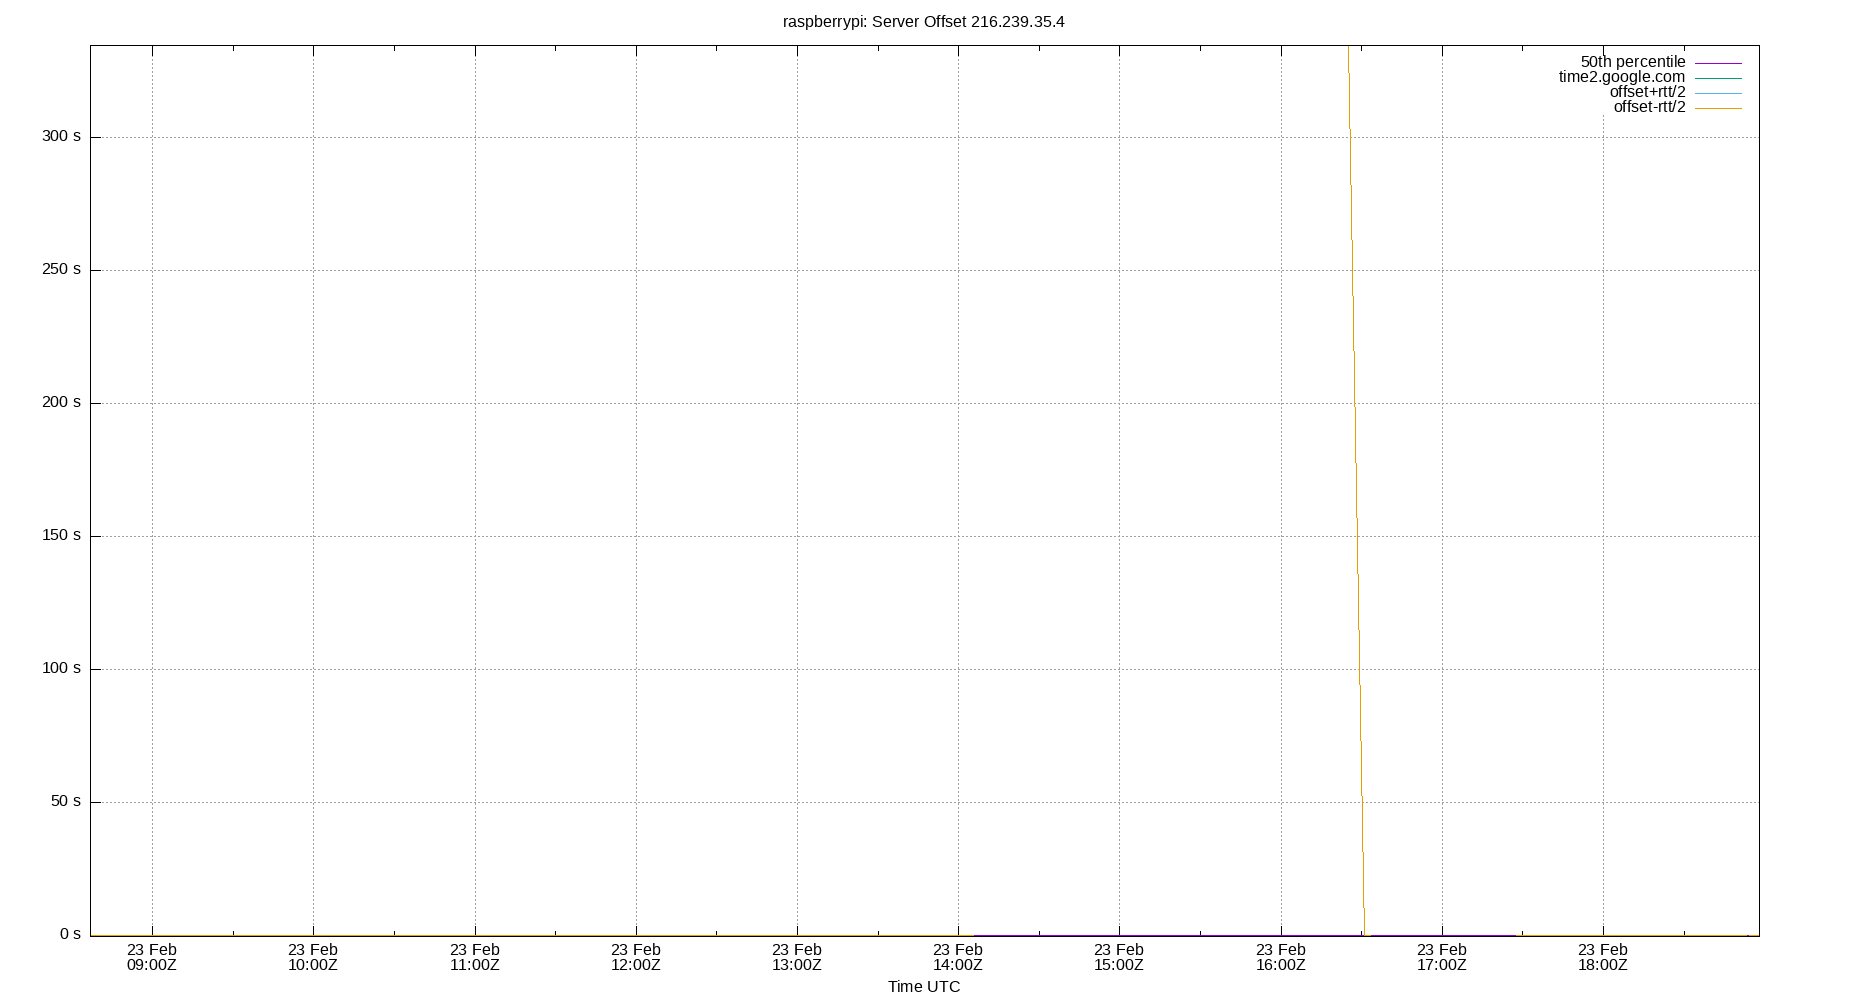 raspberrypi: Server Offset 216.239.35.4
50th percentile
time2.google.com
offset+rtt/2
offset-rtt/2
300 s
250 s
200 s
150 s
100 s
50 s
0 s
23 Feb 23 Feb 23 Feb 23 Feb 23 Feb 23 Feb 23 Feb 23 Feb 23 Feb 23 Feb
09:00Z 10:00Z 11:00Z 12:00Z 13:00Z 14:00Z 15:00Z 16:00Z 17:00Z 18:00Z
Time UTC